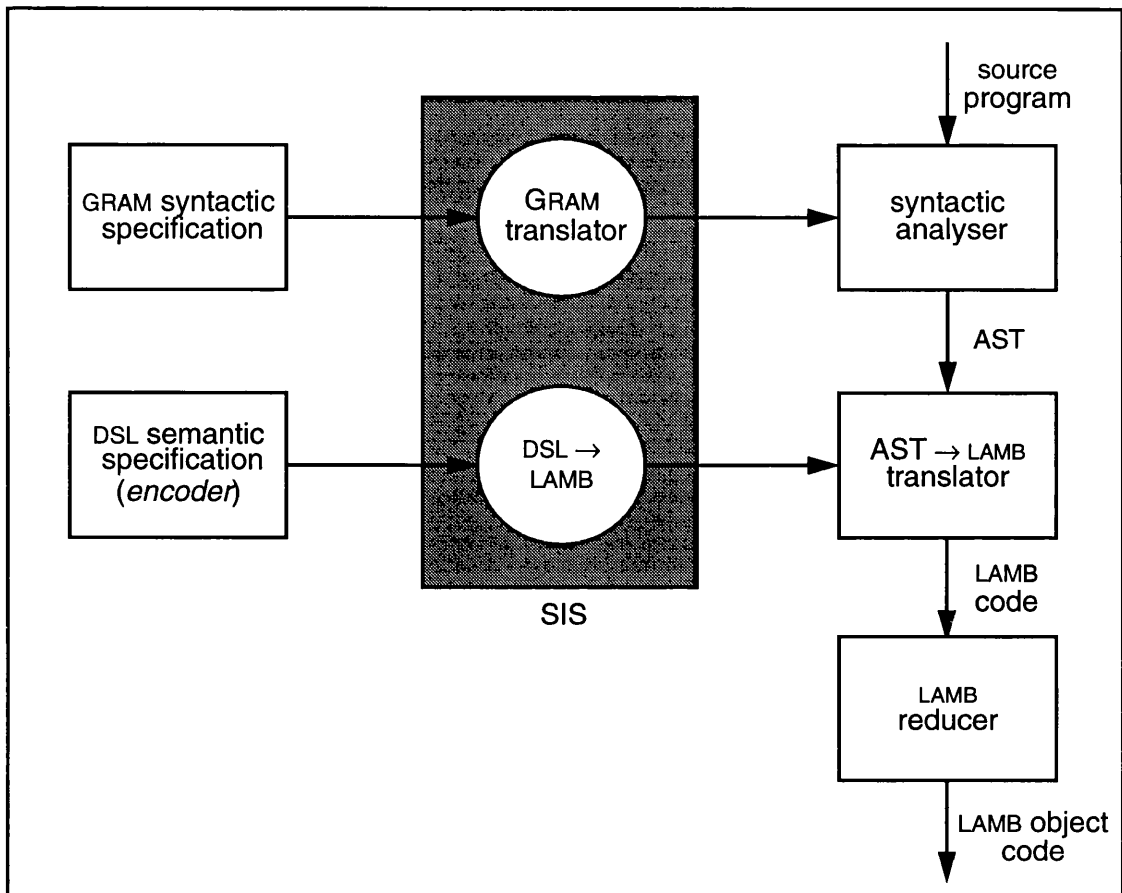 source
program
GRAM syntactic
specification
GRAM
translator
syntactic
analyser
AST
DSL semantic
specification
(encoder)
DSL →
LAMB
AST → LAMB
translator
SIS
LAMB
code
LAMB
reducer
LAMB object
code